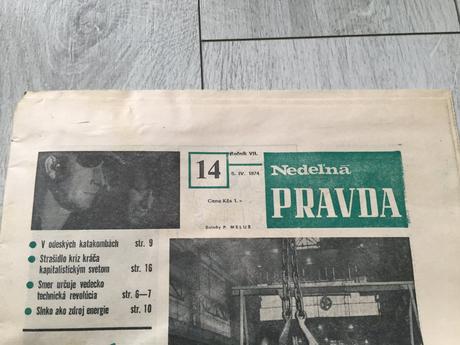 14
Ročník VII.
5. IV. 1974
Cena Kčs 1.–
Snímky P. MELUŠ
Nedeľná
PRAVDA
V odeských katakombách str. 9
Strašidlo kríz kráča
kapitalistickým svetom str. 16
Smer určuje vedecko
technická revolúcia str. 6—7
Slnko ako zdroj energie str. 10